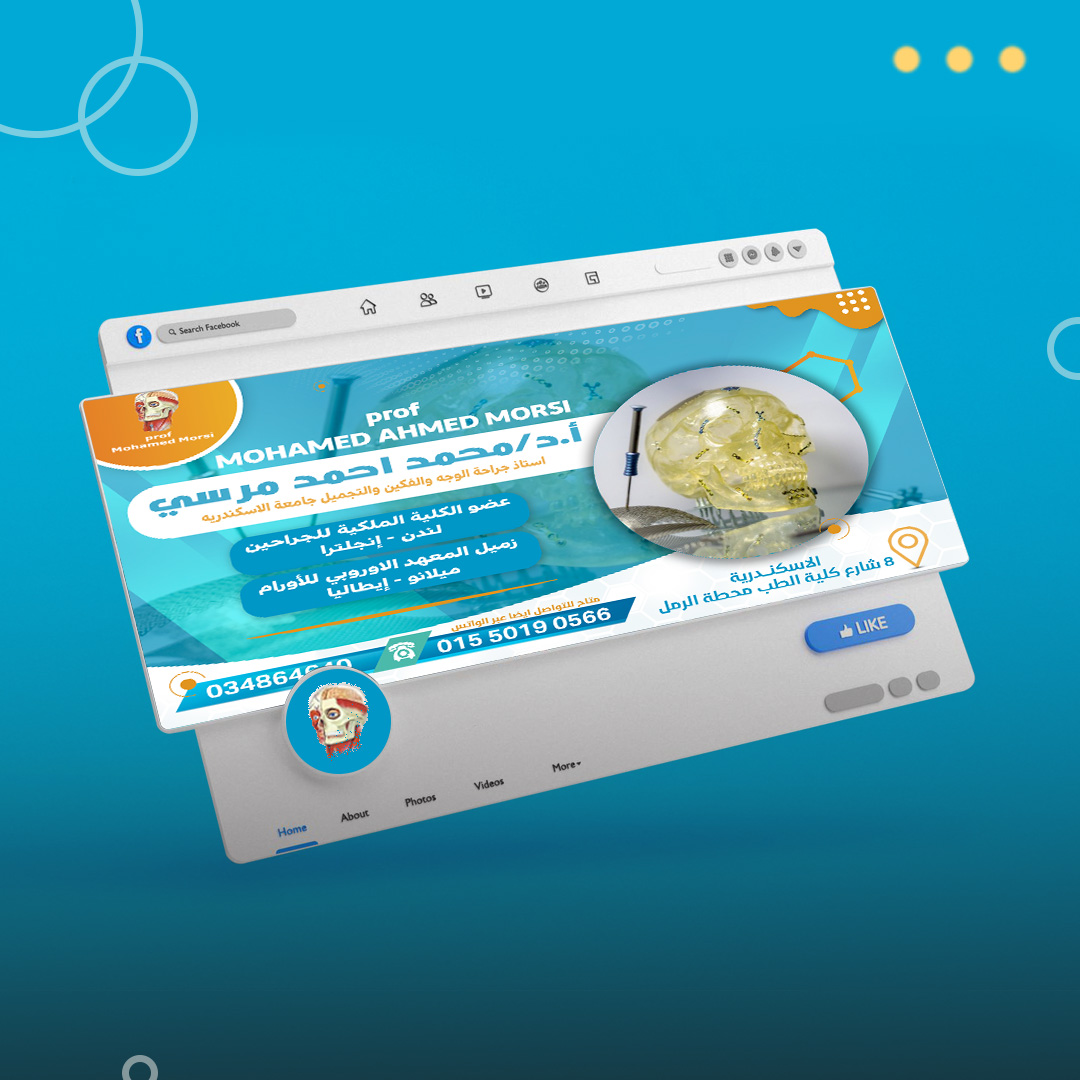 Search Facebook
prof
Mohamed Morsi
prof
MOHAMED AHMED MORSI
أ.د/محمد احمد مرسي
استاذ جراحة الوجه والفكين والتجميل جامعة الاسكندريه
عضو الكلية الملكية للجراحين
لندن - إنجلترا
زميل المعهد الاوروبي للأورام
ميلانو - إيطاليا
متاح للتواصل ايضا عبر الواتس
015 5019 0566
034864640
الاسكندرية
8 شارع كلية الطب محطة الرمل
LIKE
Home
About
Photos
Videos
More